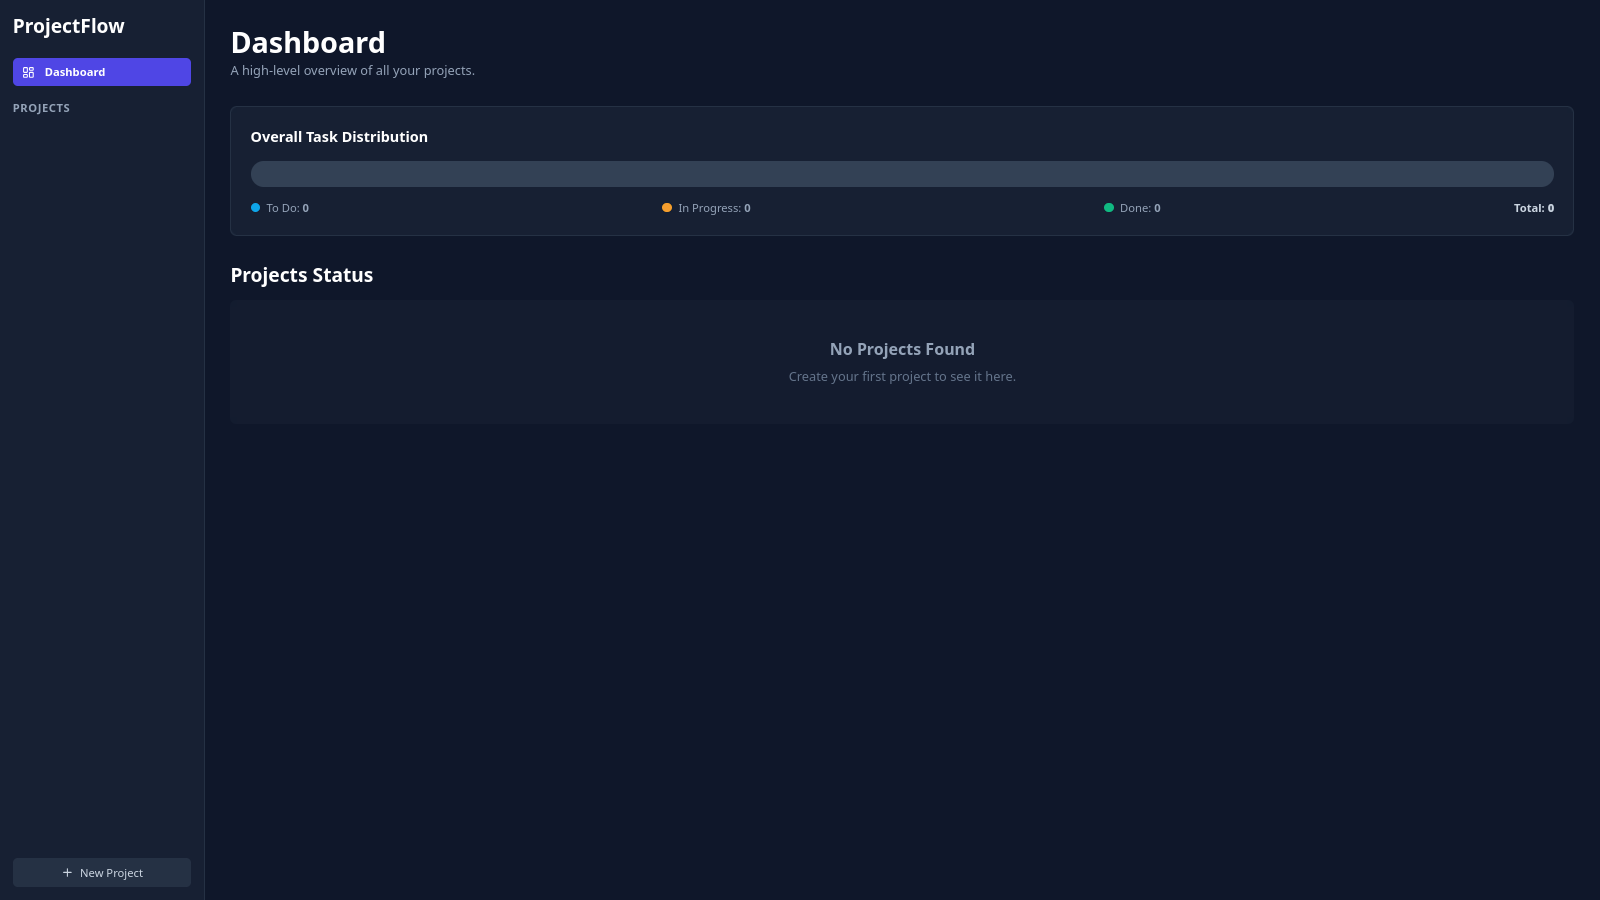 ProjectFlow
Dashboard
PROJECTS
New Project
Dashboard
A high-level overview of all your projects.
Overall Task Distribution
To Do: 0
In Progress: 0
Done: 0
Total: 0
Projects Status
No Projects Found
Create your first project to see it here.